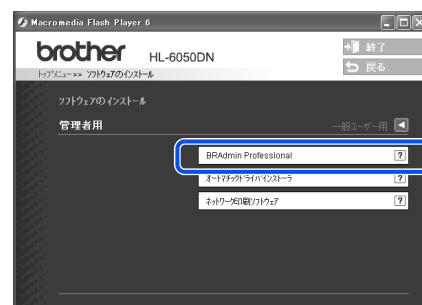 Macromedia Flash Player 6
brother HL-6050DN
終了
戻る
トップメニュー>> ソフトウェアのインストール
ソフトウェアのインストール
管理者用
一般ユーザー用
BRAdmin Professional ?
オートマチックドライバインストーラ ?
ネットワーク印刷ソフトウェア ?